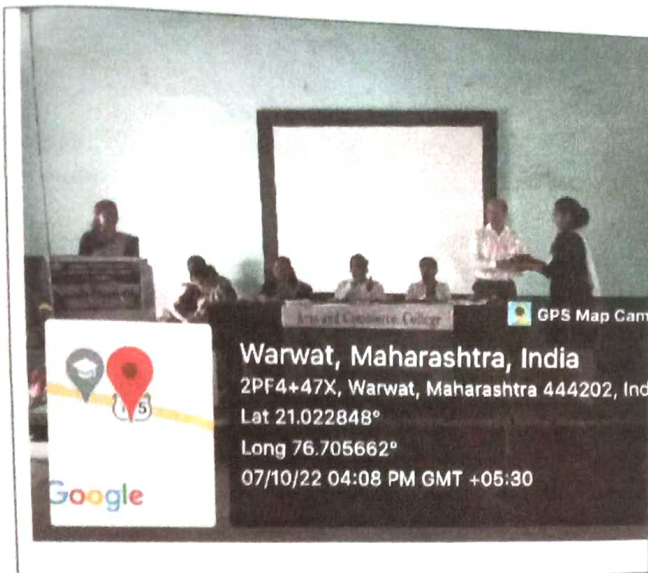 Arts and Commerce College
GPS Map Cam
Warwat, Maharashtra, India
2PF4+47X, Warwat, Maharashtra 444202, Ind
Lat 21.022848°
Long 76.705662°
07/10/22 04:08 PM GMT +05:30
Google